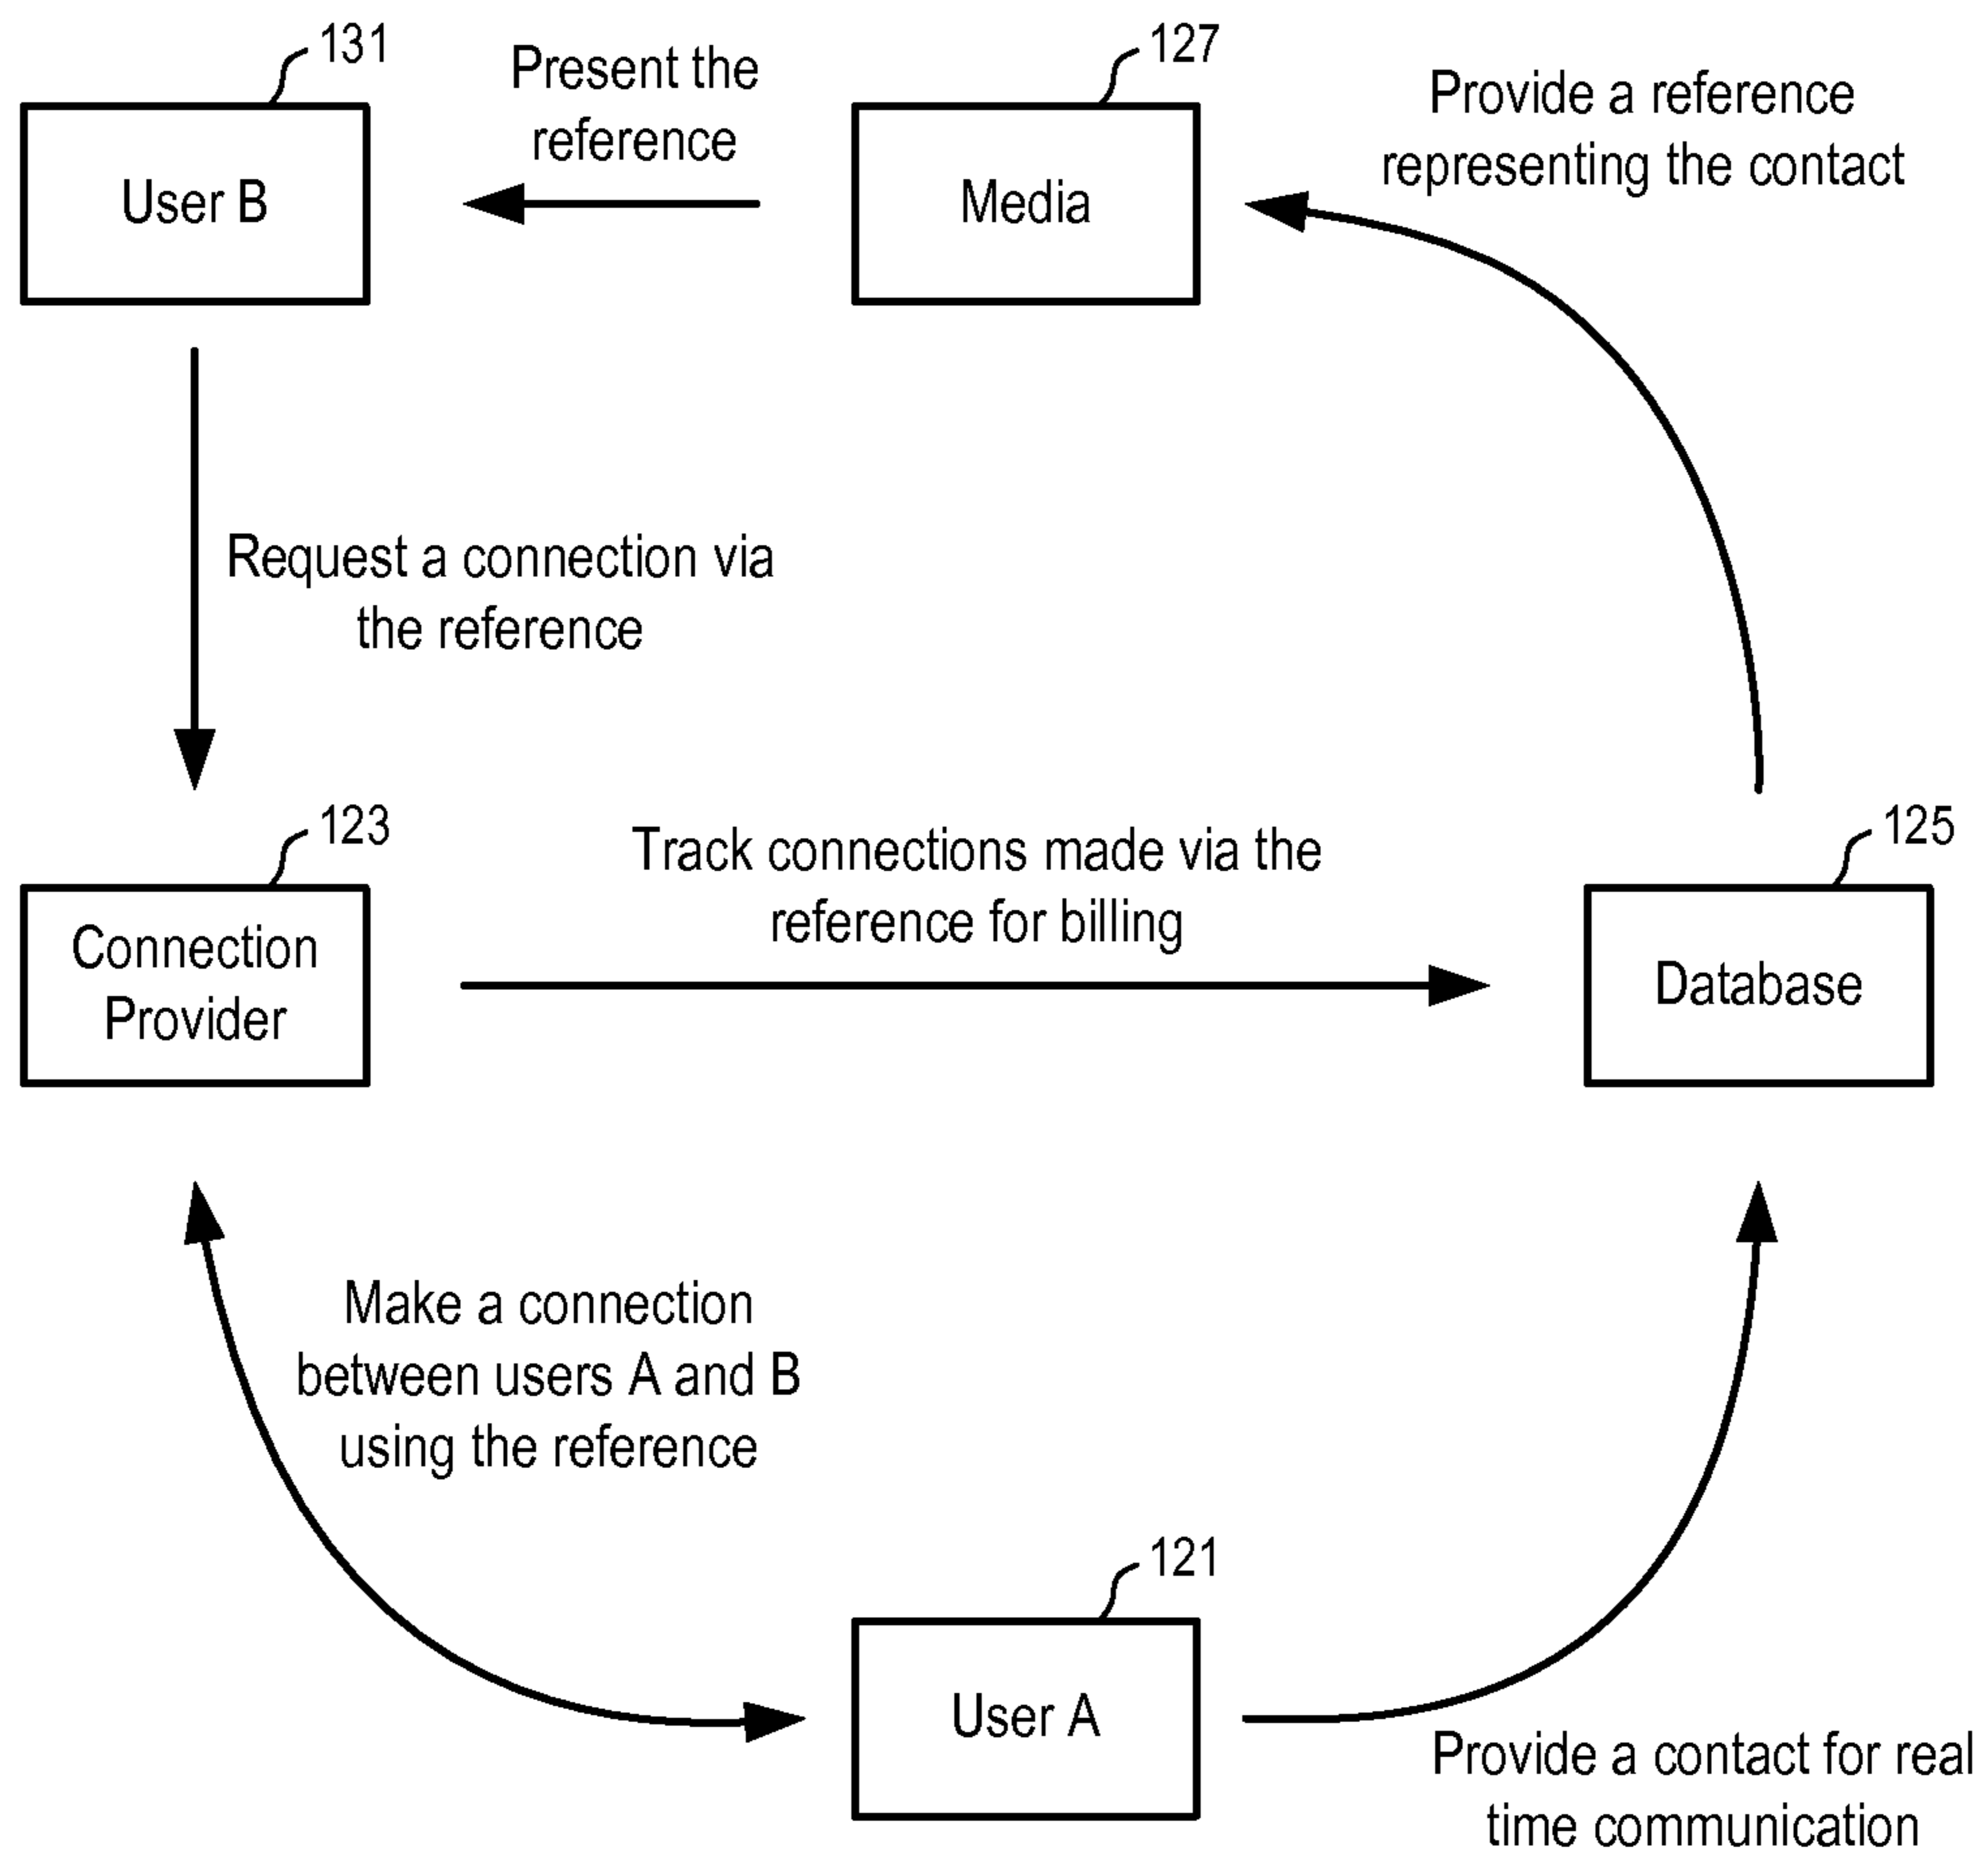 131
Present the
reference
127
Provide a reference
representing the contact
User B
Media
Request a connection via
the reference
123
Track connections made via the
reference for billing
125
Connection
Provider
Database
Make a connection
between users A and B
using the reference
121
User A
Provide a contact for real
time communication